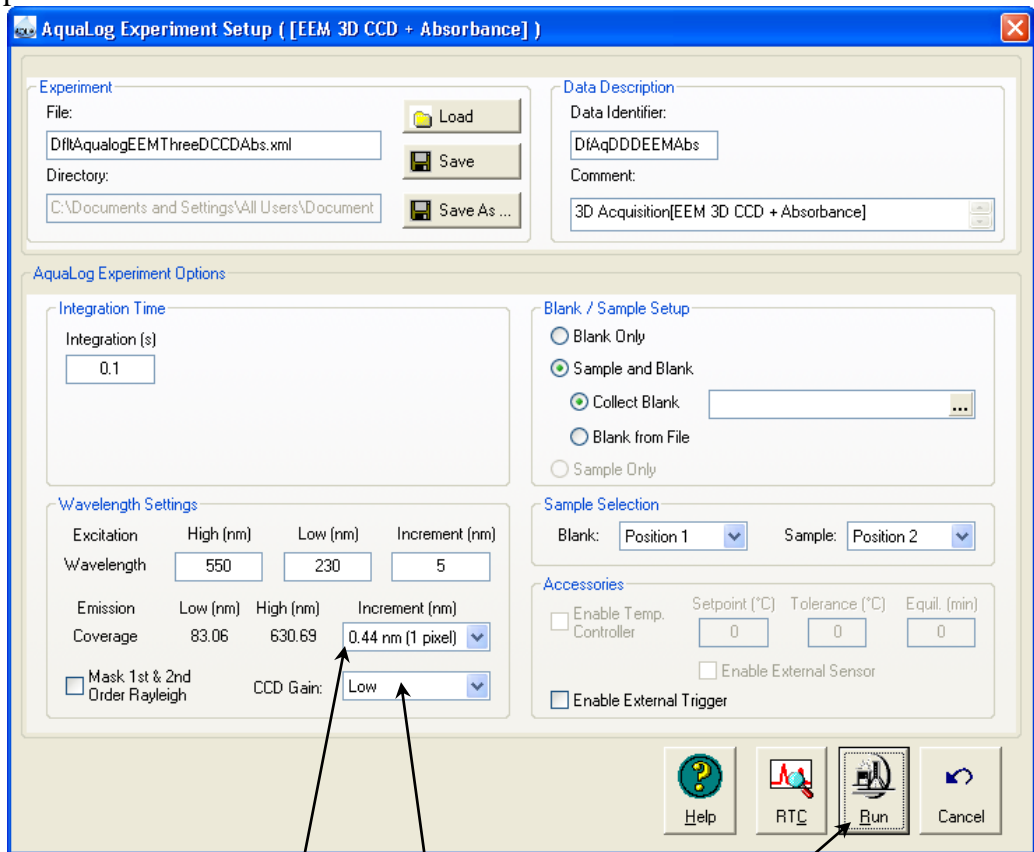 AquaLog Experiment Setup ( [EEM 3D CCD + Absorbance] )
Experiment
File:
DfltAqualogEEMThreeDCCDAbs.xml
Load
Save
Directory:
C:\Documents and Settings\All Users\Document
Save As ...
Data Description
Data Identifier:
DfAqDDDEEMAbs
Comment:
3D Acquisition[EEM 3D CCD + Absorbance]
AquaLog Experiment Options
Integration Time
Integration (s)
0.1
Blank / Sample Setup
Blank Only
Sample and Blank
Collect Blank ...
Blank from File
Sample Only
Wavelength Settings
Excitation High (nm) Low (nm) Increment (nm)
Wavelength 550 230 5
Emission Low (nm) High (nm) Increment (nm)
Coverage 83.06 630.69 0.44 nm (1 pixel)
Mask 1st & 2nd
Order Rayleigh
CCD Gain: Low
Sample Selection
Blank: Position 1 Sample: Position 2
Accessories
Enable Temp.
Controller
Setpoint (°C) Tolerance (°C) Equil. (min)
0 0 0
Enable External Sensor
Enable External Trigger
Help RTC Run Cancel